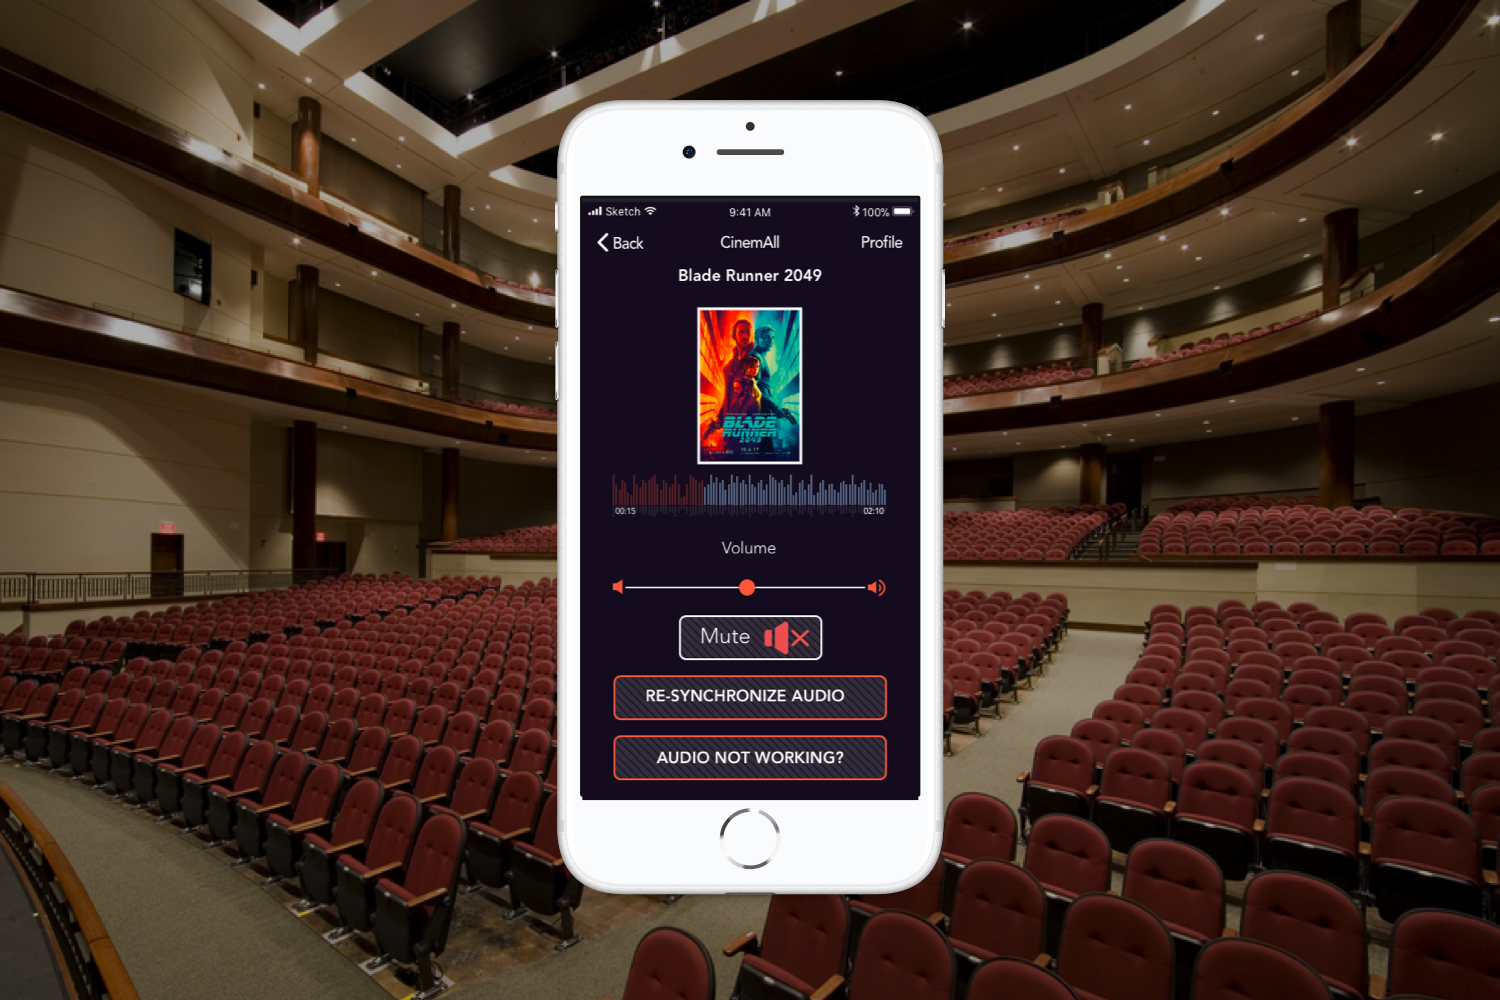 Sketch 9:41 AM 100%
Back CinemAll Profile
Blade Runner 2049
BLADE
RUNNER
2049
00:15 02:10
Volume
Mute
RE-SYNCHRONIZE AUDIO
AUDIO NOT WORKING?